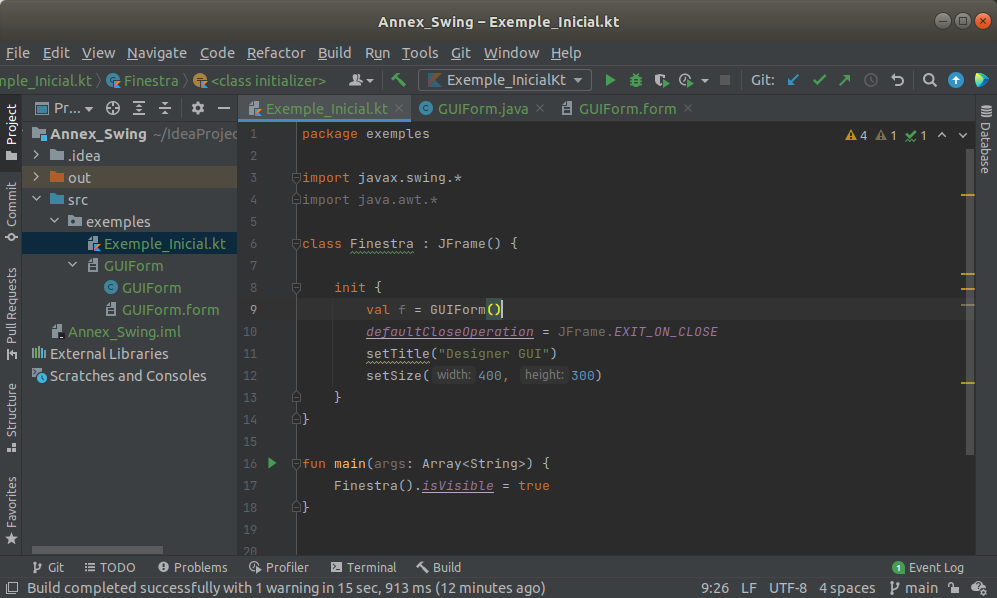 Annex_Swing – Exemple_Inicial.kt
File Edit View Navigate Code Refactor Build Run Tools Git Window Help
mple_Inicial.kt Finestra <class initializer> Exemple_InicialKt Git:
Project
Commit
Pull Requests
Structure
Favorites
Pr...
Annex_Swing ~/IdeaProjec
.idea
out
src
exemples
Exemple_Inicial.kt
GUIForm
GUIForm
GUIForm.form
Annex_Swing.iml
External Libraries
Scratches and Consoles
Exemple_Inicial.kt GUIForm.java GUIForm.form
4 1 1
1 package exemples
2
3 import javax.swing.*
4 import java.awt.*
5
6 class Finestra : JFrame() {
7
8 init {
9 val f = GUIForm()
10 defaultCloseOperation = JFrame.EXIT_ON_CLOSE
11 setTitle("Designer GUI")
12 setSize( width: 400, height: 300)
13 }
14 }
15
16 fun main(args: Array<String>) {
17 Finestra().isVisible = true
18 }
19
20
Database
Git TODO Problems Profiler Terminal Build 1 Event Log
Build completed successfully with 1 warning in 15 sec, 913 ms (12 minutes ago) 9:26 LF UTF-8 4 spaces main